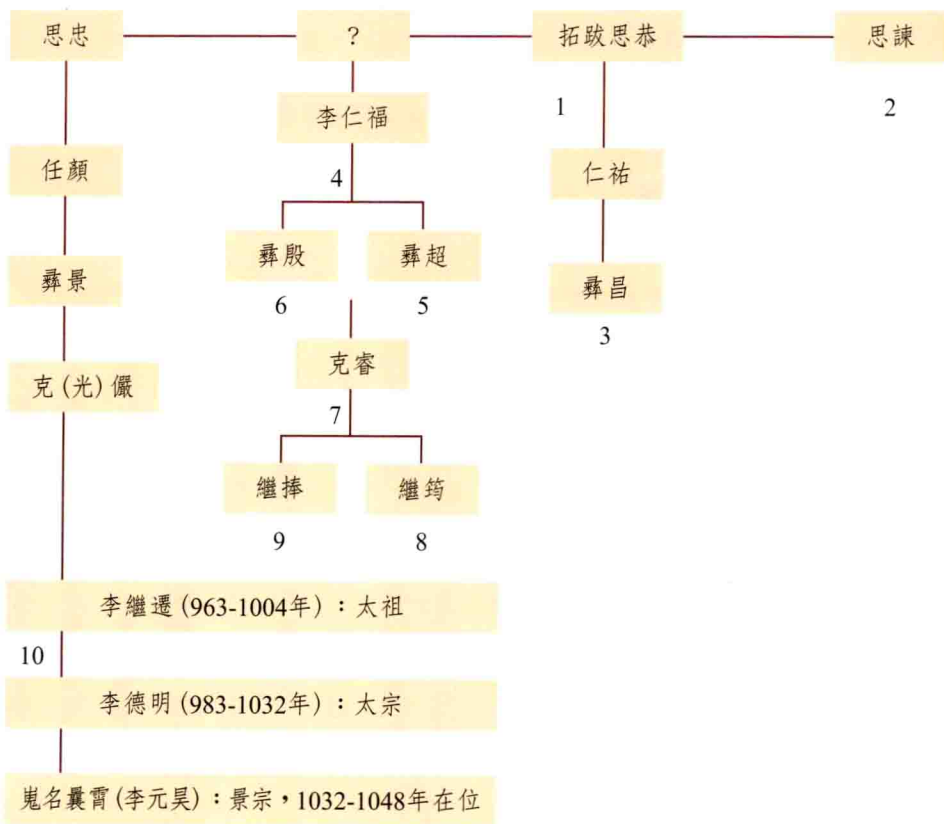 思忠 ? 拓跋思恭 思諫
李仁福 1 2
任顏 4 仁祐
彝殷 彝超
彝景 6 5 彝昌
3
克睿
克(光)儼 7
繼捧 繼筠
9 8
李繼遷(963-1004年):太祖
10
李德明(983-1032年):太宗
嵬名曩霄(李元昊):景宗,1032-1048年在位